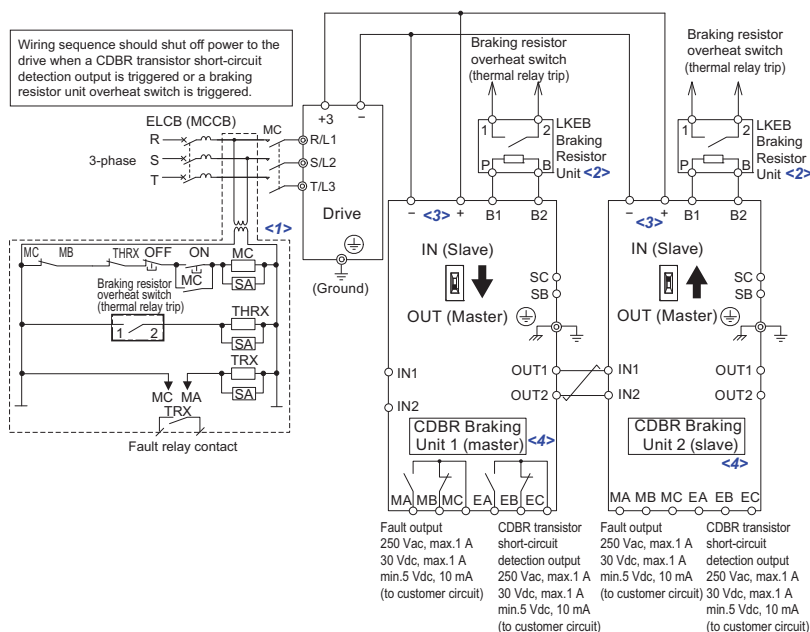 Wiring sequence should shut off power to the
drive when a CDBR transistor short-circuit
detection output is triggered or a braking
resistor unit overheat switch is triggered.
ELCB (MCCB)
R
3-phase
S
T
MC
+3
−
R/L1
S/L2
T/L3
Drive
(Ground)
<1>
MC
MB
THRX
OFF
ON
MC
MC
SA
Braking resistor
overheat switch
(thermal relay trip)
1
2
THRX
SA
TRX
SA
MC
MA
TRX
Fault relay contact
Braking resistor
overheat switch
(thermal relay trip)
1
2
P
B
LKEB
Braking
Resistor
Unit <2>
−
<3>
+
B1
B2
IN (Slave)
OUT (Master)
SC
SB
IN1
IN2
OUT1
OUT2
CDBR Braking
Unit 1 (master)
<4>
MA
MB
MC
EA
EB
EC
Fault output
250 Vac, max.1 A
30 Vdc, max.1 A
min.5 Vdc, 10 mA
(to customer circuit)
CDBR transistor
short-circuit
detection output
250 Vac, max.1 A
30 Vdc, max.1 A
min.5 Vdc, 10 mA
(to customer circuit)
Braking resistor
overheat switch
(thermal relay trip)
1
2
P
B
LKEB
Braking
Resistor
Unit <2>
−
<3>
+
B1
B2
IN (Slave)
OUT (Master)
SC
SB
IN1
IN2
OUT1
OUT2
CDBR Braking
Unit 2 (slave)
<4>
MA
MB
MC
EA
EB
EC
Fault output
250 Vac, max.1 A
30 Vdc, max.1 A
min.5 Vdc, 10 mA
(to customer circuit)
CDBR transistor
short-circuit
detection output
250 Vac, max.1 A
30 Vdc, max.1 A
min.5 Vdc, 10 mA
(to customer circuit)